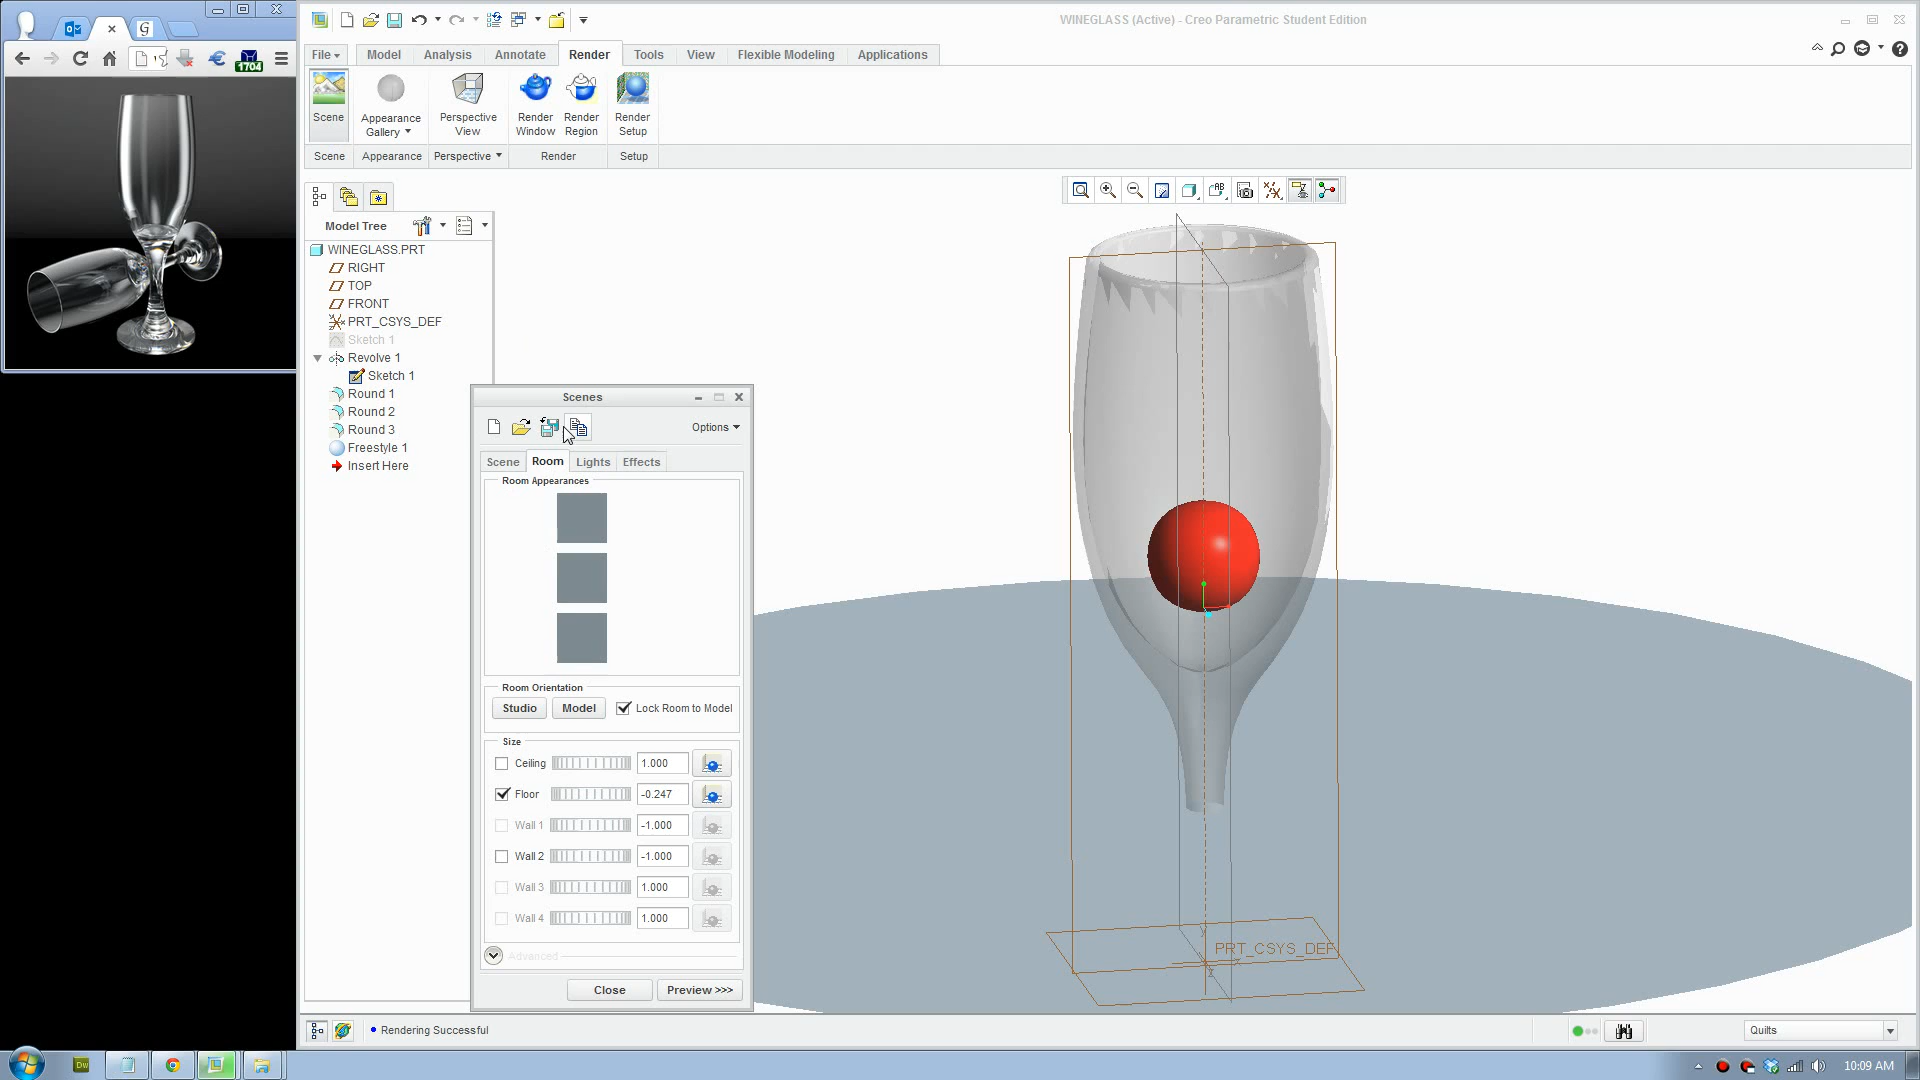 WINEGLASS (Active) - Creo Parametric Student Edition
File
Model
Analysis
Annotate
Render
Tools
View
Flexible Modeling
Applications
1704
Scene
Appearance
Gallery
Perspective
View
Render
Window
Render
Region
Render
Setup
Scene
Appearance
Perspective
Render
Setup
Model Tree
WINEGLASS.PRT
RIGHT
TOP
FRONT
PRT_CSYS_DEF
Sketch 1
Revolve 1
Sketch 1
Round 1
Round 2
Round 3
Freestyle 1
Insert Here
Scenes
Options
Scene
Room
Lights
Effects
Room Appearances
Room Orientation
Studio
Model
Lock Room to Model
Size
Ceiling 1.000
Floor -0.247
Wall 1 -1.000
Wall 2 -1.000
Wall 3 1.000
Wall 4 1.000
Advanced
Close
Preview >>>
PRT_CSYS_DEF
Rendering Successful
Quilts
Dw
10:09 AM